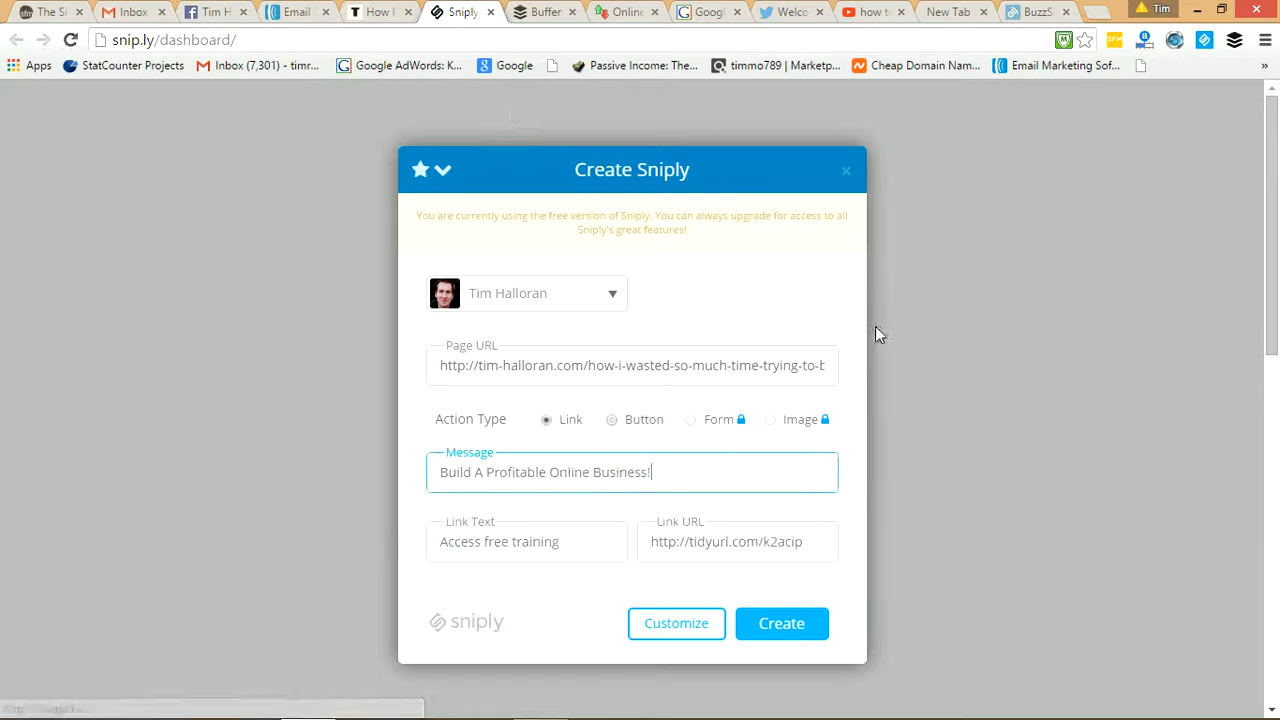 The Si
Inbox
Tim H
Email
How I
Sniply
Buffer
Online
Googl
Welco
how to
New Tab
BuzzS
Tim
snip.ly/dashboard/
Apps
StatCounter Projects
Inbox (7,301) - timr...
Google AdWords: K...
Google
Passive Income: The...
timmo789 | Marketp...
Cheap Domain Nam...
Email Marketing Sof...
»
Create Sniply
You are currently using the free version of Sniply. You can always upgrade for access to all
Sniply's great features!
Tim Halloran
Page URL
http://tim-halloran.com/how-i-wasted-so-much-time-trying-to-b
Action Type
Link
Button
Form
Image
Message
Build A Profitable Online Business!
Link Text
Link URL
Access free training
http://tidyurl.com/k2acip
sniply
Customize
Create